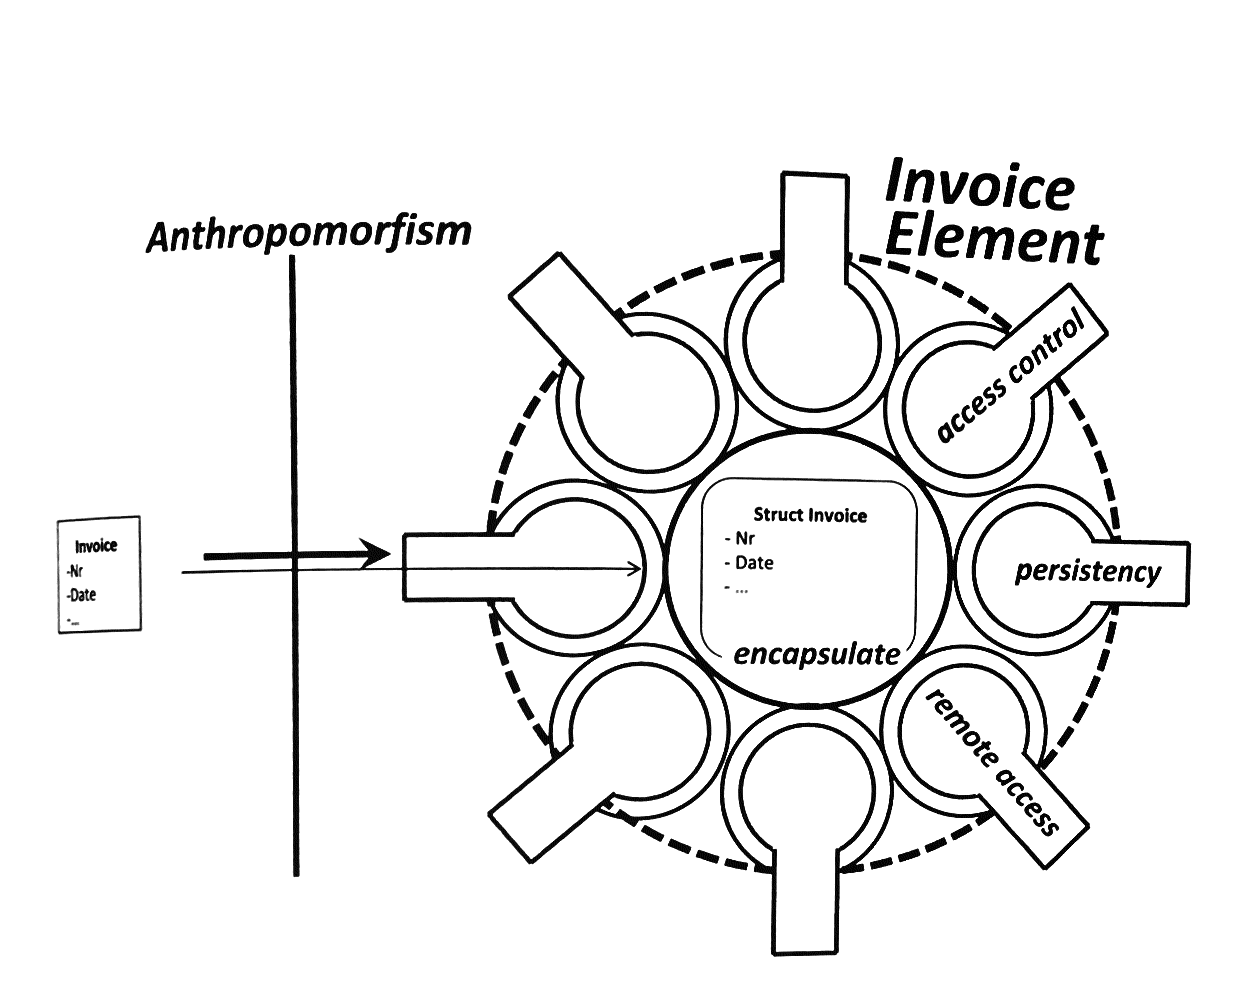 Invoice
Element
Anthropomorfism
access control
Invoice
-Nr
-Date
-...
Struct Invoice
- Nr
- Date
- ...
encapsulate
persistency
remote access